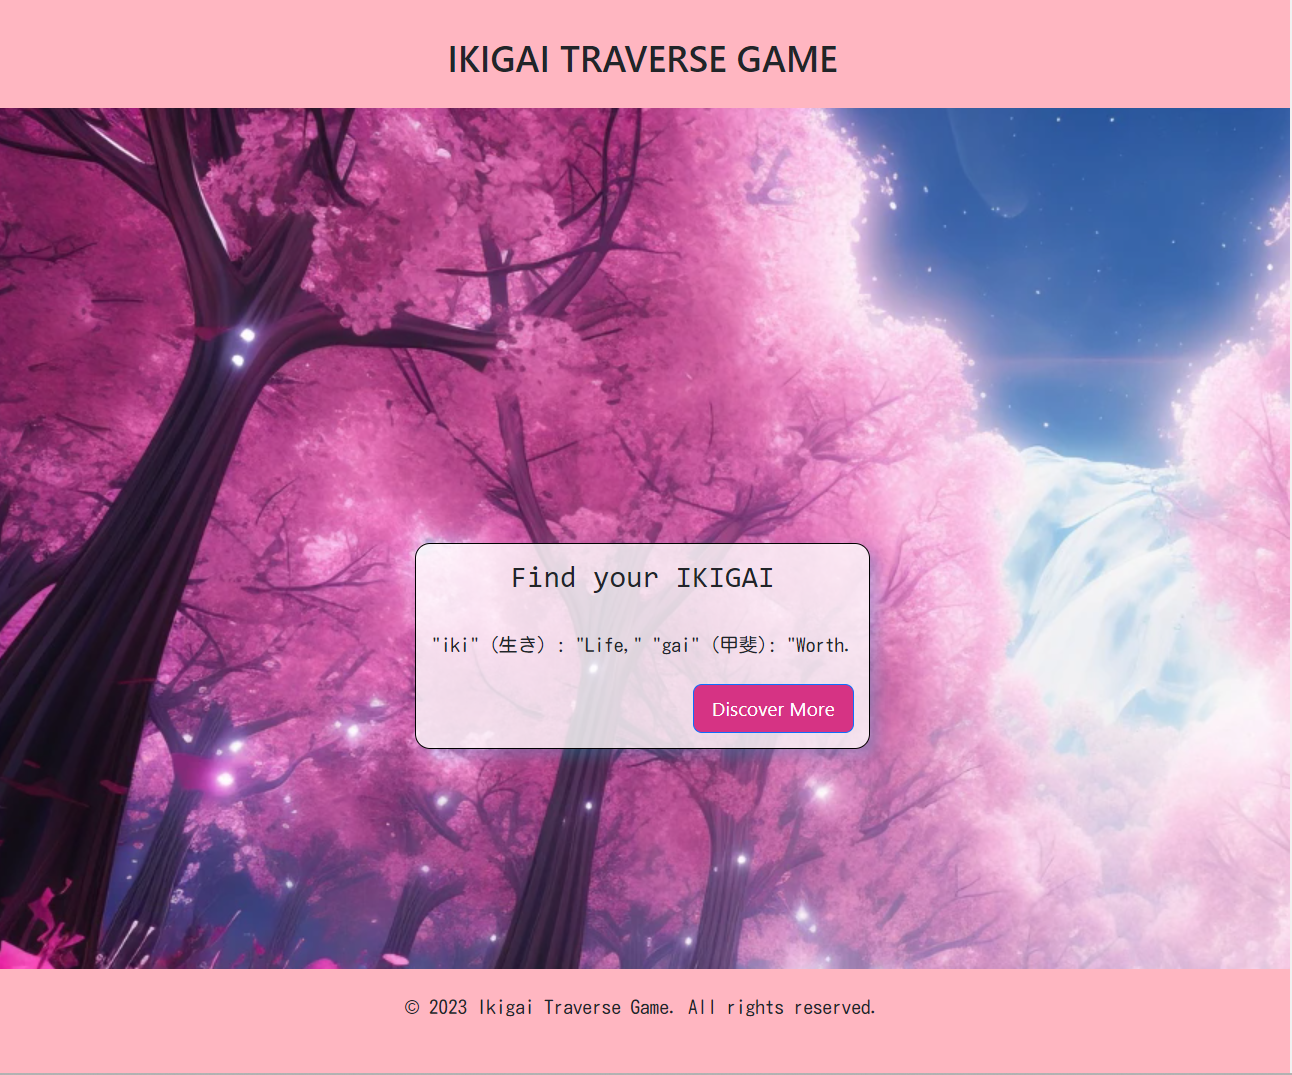 IKIGAI TRAVERSE GAME
Find your IKIGAI
"iki" (生き) : "Life," "gai" (甲斐): "Worth.
Discover More
© 2023 Ikigai Traverse Game. All rights reserved.